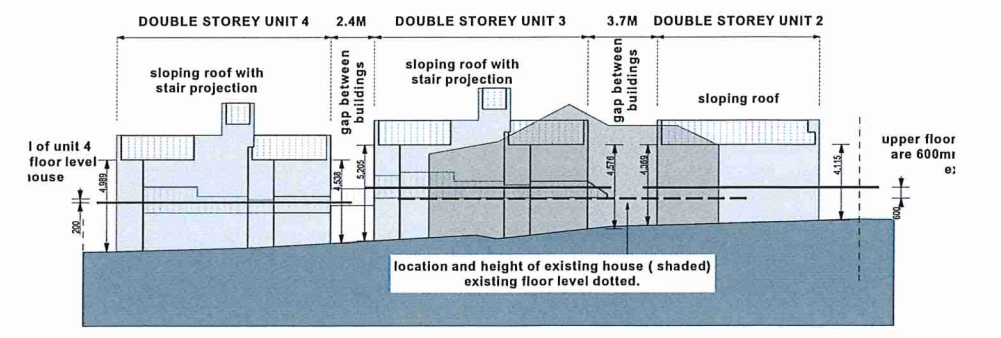 DOUBLE STOREY UNIT 4
2.4M
DOUBLE STOREY UNIT 3
3.7M
DOUBLE STOREY UNIT 2
sloping roof with
stair projection
gap between
buildings
sloping roof with
stair projection
gap between
buildings
sloping roof
l of unit 4
floor level
house
upper floor
are 600m
4,989
4,538
5,205
4,576
4,369
4,115
200
600
location and height of existing house ( shaded)
existing floor level dotted.